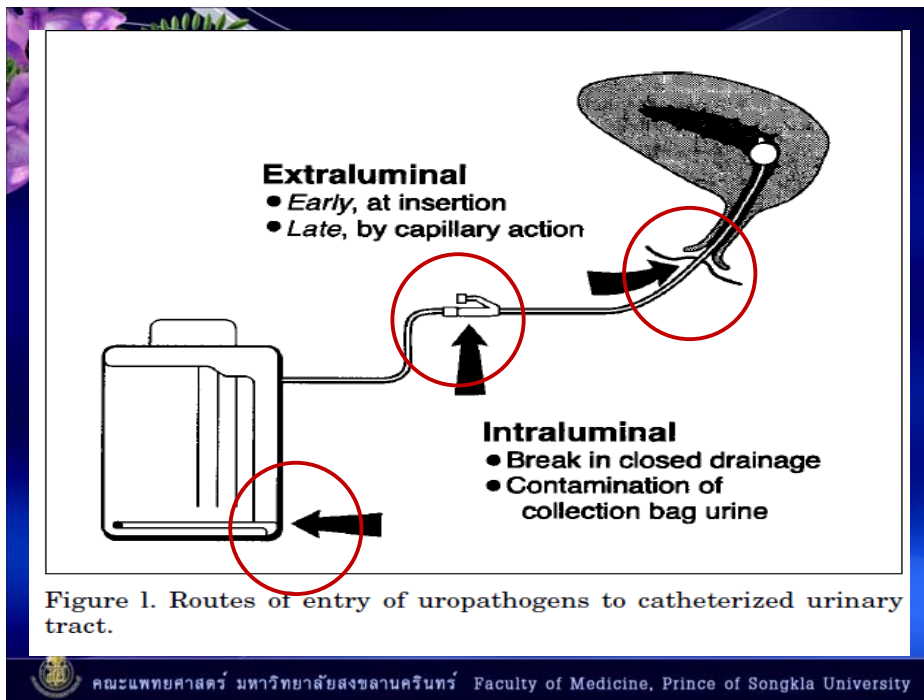 Extraluminal
• Early, at insertion
• Late, by capillary action
Intraluminal
• Break in closed drainage
• Contamination of
collection bag urine
Figure 1. Routes of entry of uropathogens to catheterized urinary
tract.
คณะแพทยศาสตร์ มหาวิทยาลัยสงขลานครินทร์ Faculty of Medicine, Prince of Songkla University